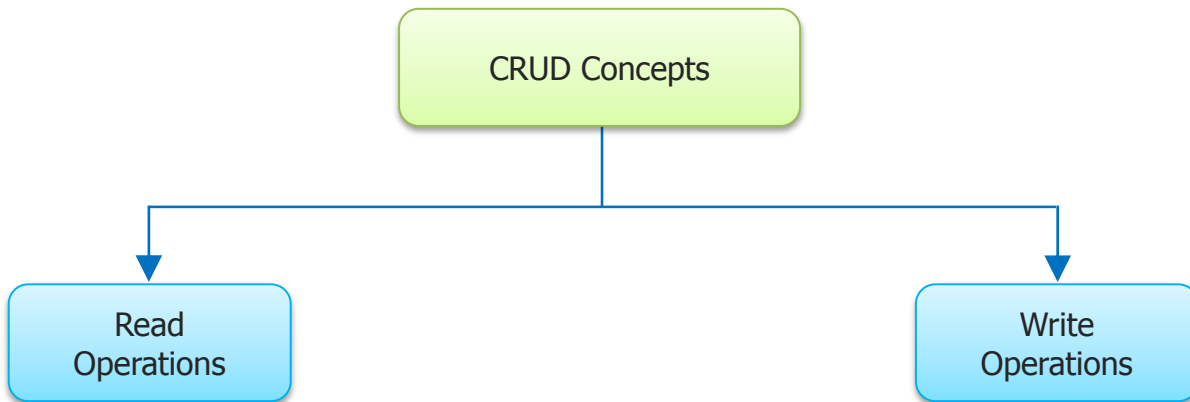 CRUD Concepts
Read
Operations
Write
Operations